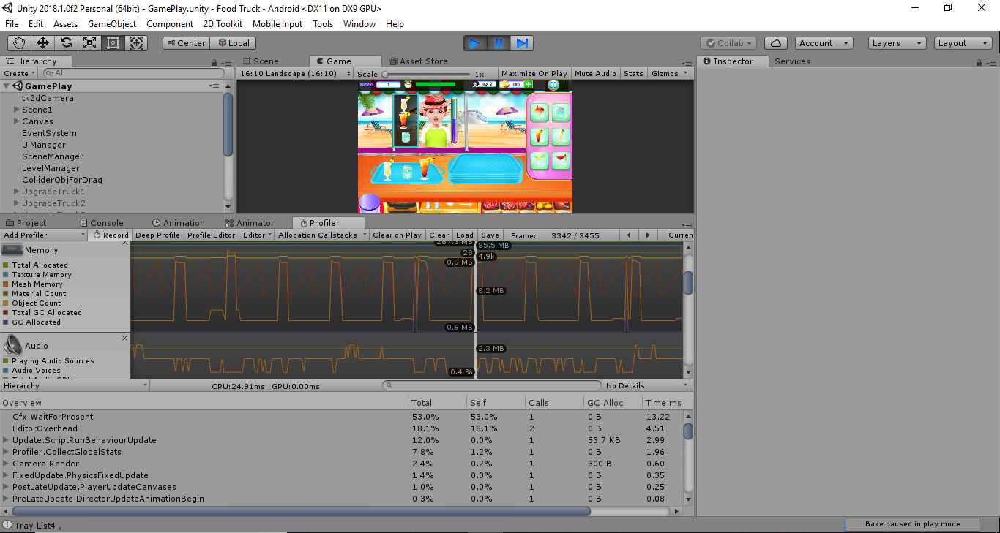 Unity 2018.1.0f2 Personal (64bit) - GamePlay.unity - Food Truck - Android <DX11 on DX9 GPU>
File Edit Assets GameObject Component 2D Toolkit Mobile Input Tools Window Help
Center Local Collab Account Layers Layout
Hierarchy Scene Game Asset Store Inspector Services
Create All 16:10 Landscape (16:10) Scale 1x Maximize On Play Mute Audio Stats Gizmos
GamePlay
tk2dCamera
Scene1
Canvas
EventSystem
UiManager
SceneManager
LevelManager
ColliderObjForDrag
UpgradeTruck1
UpgradeTruck2
180
Project Console Animation Animator Profiler
Add Profiler Record Deep Profile Profile Editor Editor Allocation Callstacks Clear on Play Clear Load Save Frame: 3342 / 3455 Curren
Memory
Total Allocated
Texture Memory
Mesh Memory
Material Count
Object Count
Total GC Allocated
GC Allocated
267.3 MB 85.5 MB
28 4.9k
0.6 MB
8.2 MB
0.6 MB
Audio
Playing Audio Sources
Audio Voices
2.3 MB
0.4 %
Hierarchy CPU:24.91ms GPU:0.00ms No Details
Overview Total Self Calls GC Alloc Time ms
Gfx.WaitForPresent 53.0% 53.0% 1 0 B 13.22
EditorOverhead 18.1% 18.1% 2 0 B 4.51
Update.ScriptRunBehaviourUpdate 12.0% 0.0% 1 53.7 KB 2.99
Profiler.CollectGlobalStats 7.8% 1.2% 1 0 B 1.96
Camera.Render 2.4% 0.2% 1 300 B 0.60
FixedUpdate.PhysicsFixedUpdate 1.4% 0.0% 1 0 B 0.35
PostLateUpdate.PlayerUpdateCanvases 1.0% 0.0% 1 0 B 0.25
PreLateUpdate.DirectorUpdateAnimationBegin 0.3% 0.0% 1 0 B 0.08
Tray List4 , Bake paused in play mode